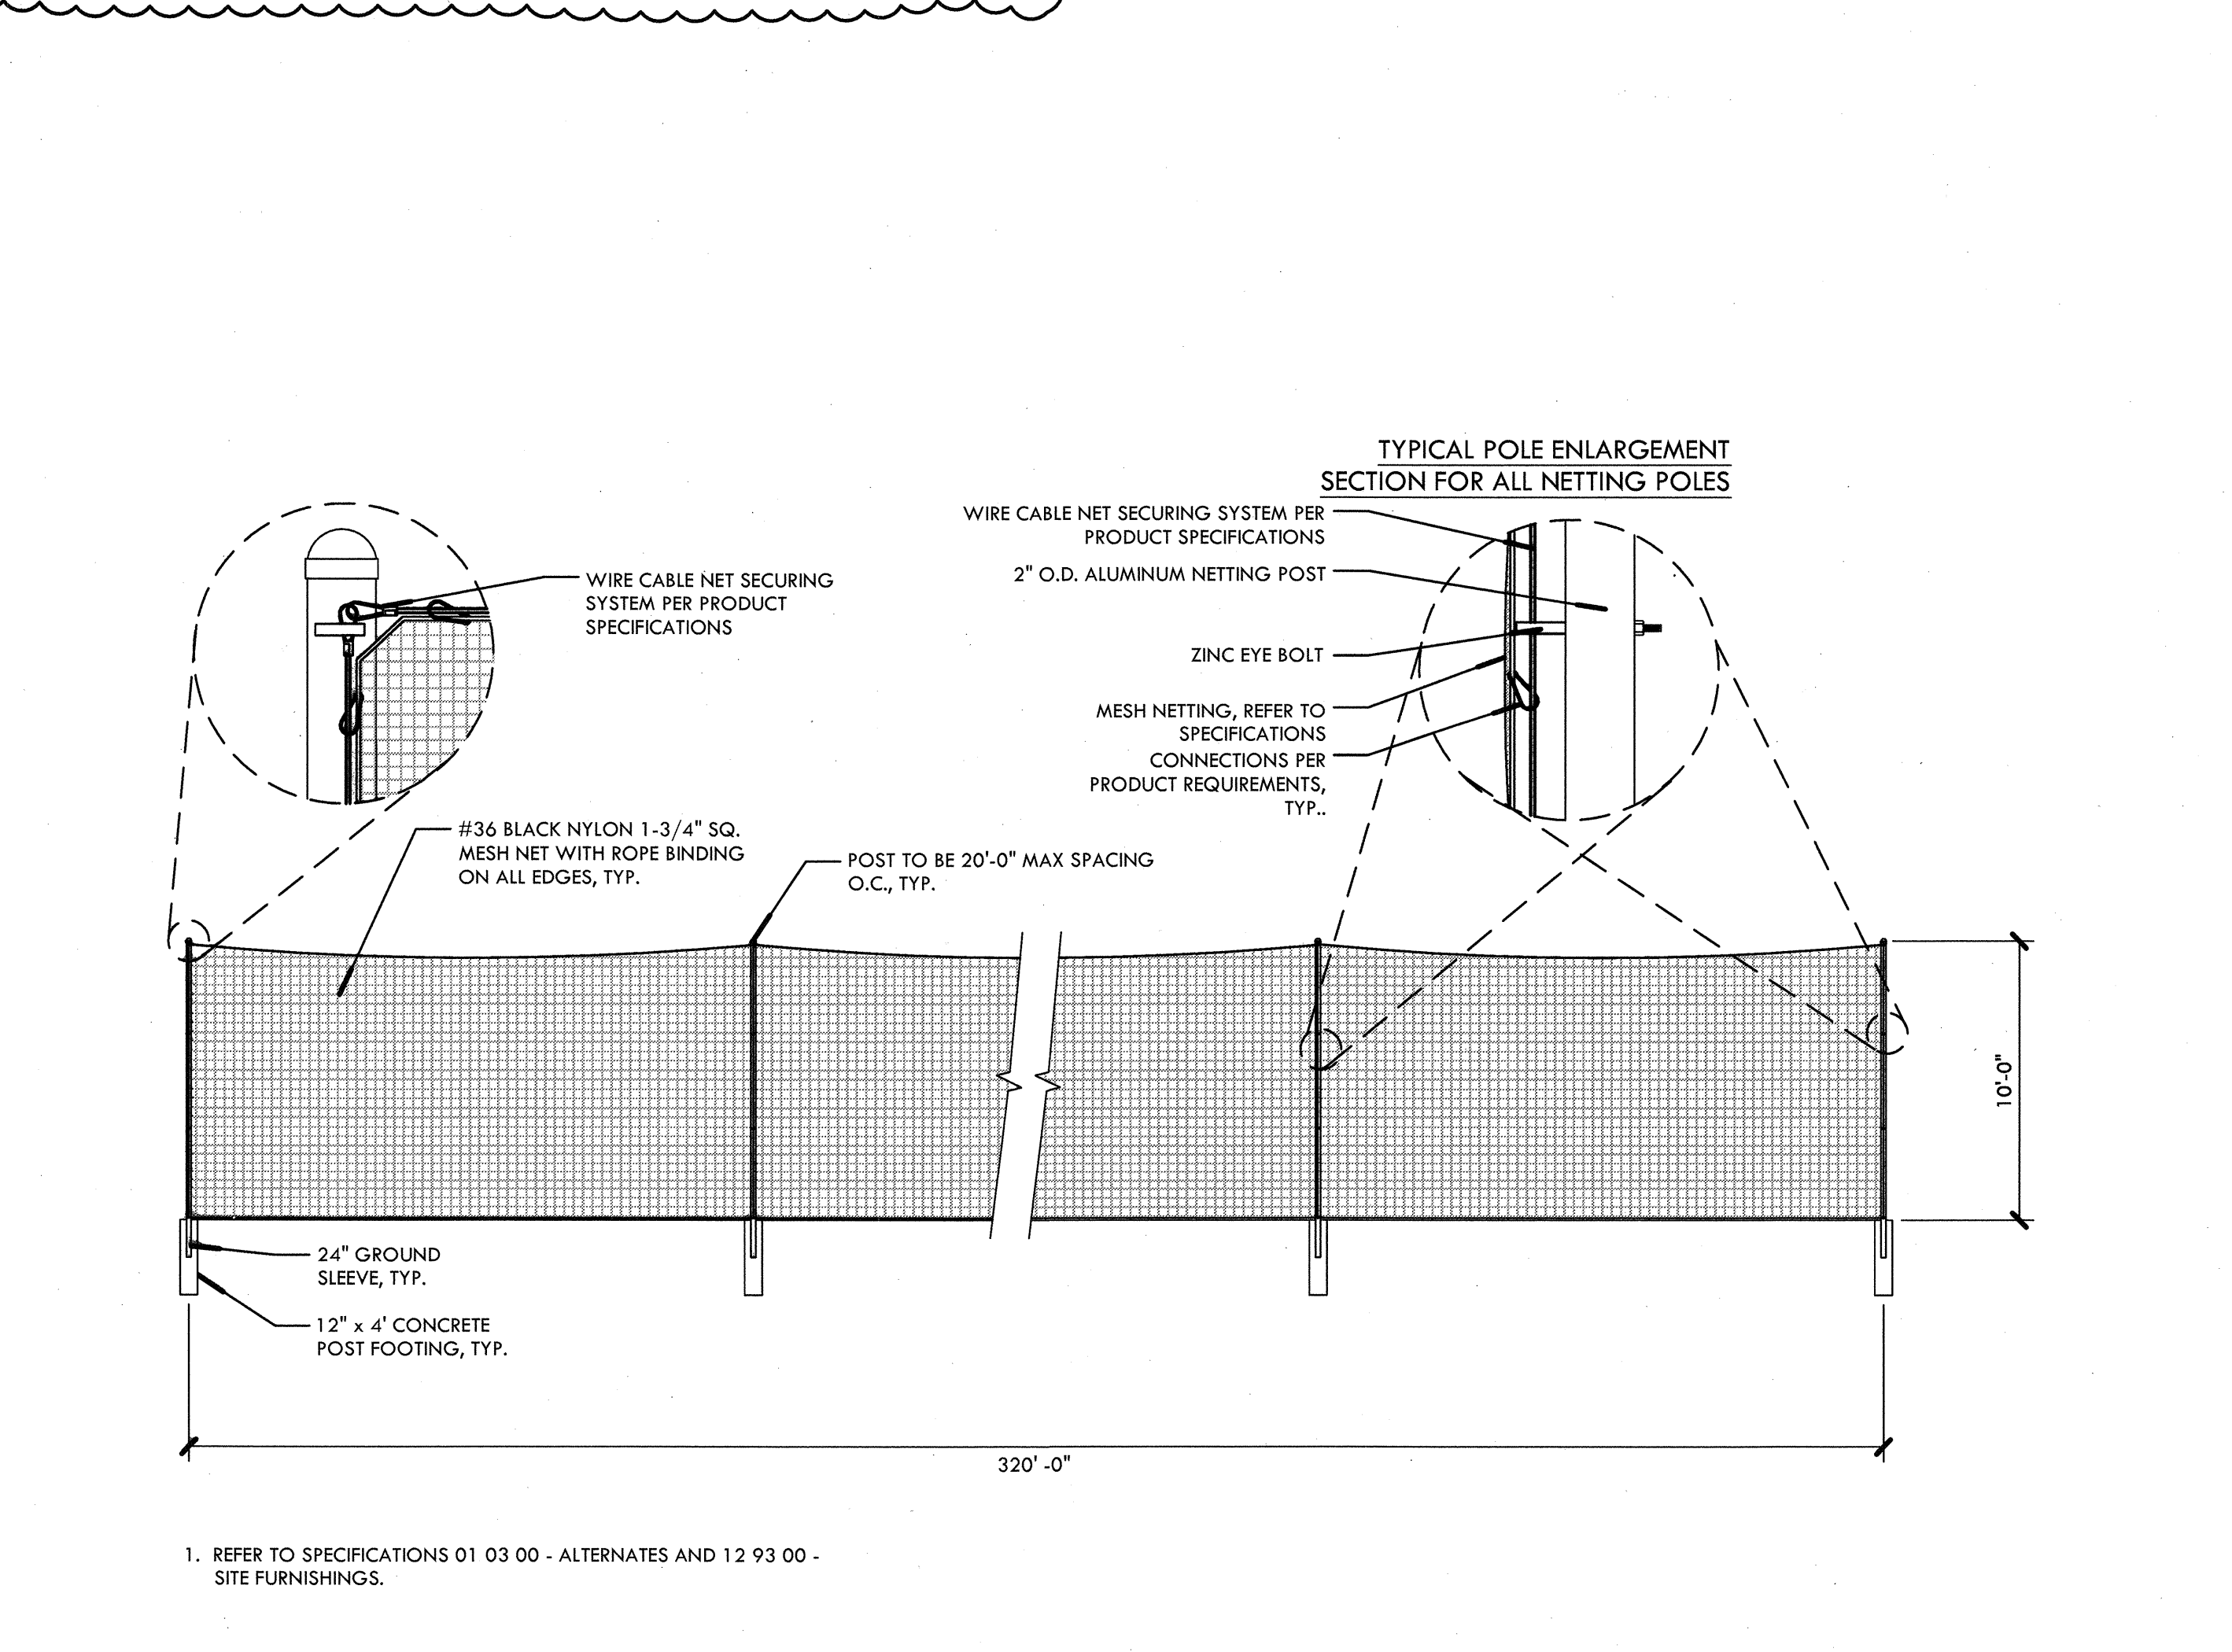 TYPICAL POLE ENLARGEMENT
SECTION FOR ALL NETTING POLES
WIRE CABLE NET SECURING SYSTEM PER
PRODUCT SPECIFICATIONS
2" O.D. ALUMINUM NETTING POST
ZINC EYE BOLT
MESH NETTING, REFER TO
SPECIFICATIONS
CONNECTIONS PER
PRODUCT REQUIREMENTS,
TYP..
WIRE CABLE NET SECURING
SYSTEM PER PRODUCT
SPECIFICATIONS
#36 BLACK NYLON 1-3/4" SQ.
MESH NET WITH ROPE BINDING
ON ALL EDGES, TYP.
POST TO BE 20'-0" MAX SPACING
O.C., TYP.
10'-0"
24" GROUND
SLEEVE, TYP.
12" x 4' CONCRETE
POST FOOTING, TYP.
320' -0"
1. REFER TO SPECIFICATIONS 01 03 00 - ALTERNATES AND 12 93 00 -
SITE FURNISHINGS.